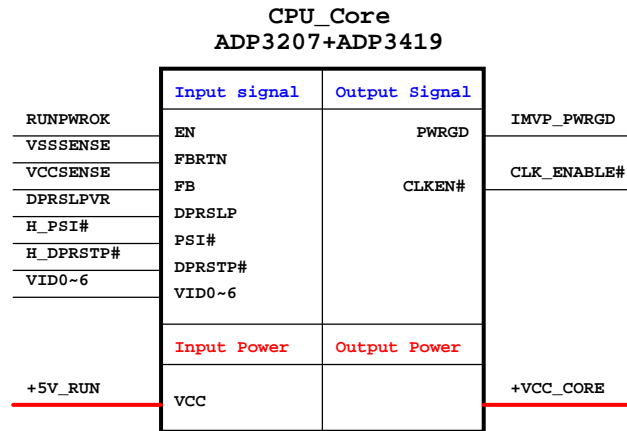 CPU_Core
ADP3207+ADP3419
Input signal
Output Signal
RUNPWROK
EN
PWRGD
IMVP_PWRGD
VSSSENSE
FBRTN
VCCSENSE
FB
CLKEN#
CLK_ENABLE#
DPRSLPVR
DPRSLP
H_PSI#
PSI#
H_DPRSTP#
DPRSTP#
VID0~6
VID0~6
Input Power
Output Power
+5V_RUN
VCC
+VCC_CORE